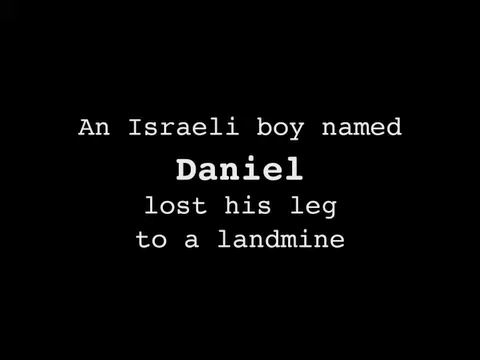 An Israeli boy named
Daniel
lost his leg
to a landmine